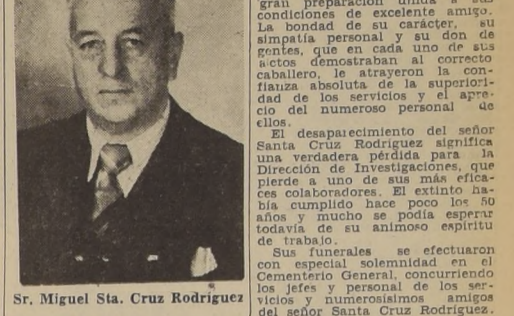 Sr. Miguel Sta. Cruz Rodríguez
gran preparación unida a sus
condiciones de excelente amigo.
La bondad de su carácter, su
simpatía personal y su don de
gentes, que en cada uno de sus
actos demostraban al correcto
caballero, le atrayeron la con-
fianza absoluta de la superiori-
dad de los servicios y el apre-
cio del numeroso personal de
ellos.
El desaparecimiento del señor
Santa Cruz Rodríguez significa
una verdadera pérdida para la
Dirección de Investigaciones, que
pierde a uno de sus más efica-
ces colaboradores. El extinto ha-
bía cumplido hace poco los 50
años y mucho se podía esperar
todavía de su animoso espíritu
de trabajo.
Sus funerales se efectuaron
con especial solemnidad en el
Cementerio General, concurriendo
los jefes y personal de los ser-
vicios y numerosísimos amigos
del señor Santa Cruz Rodríguez.